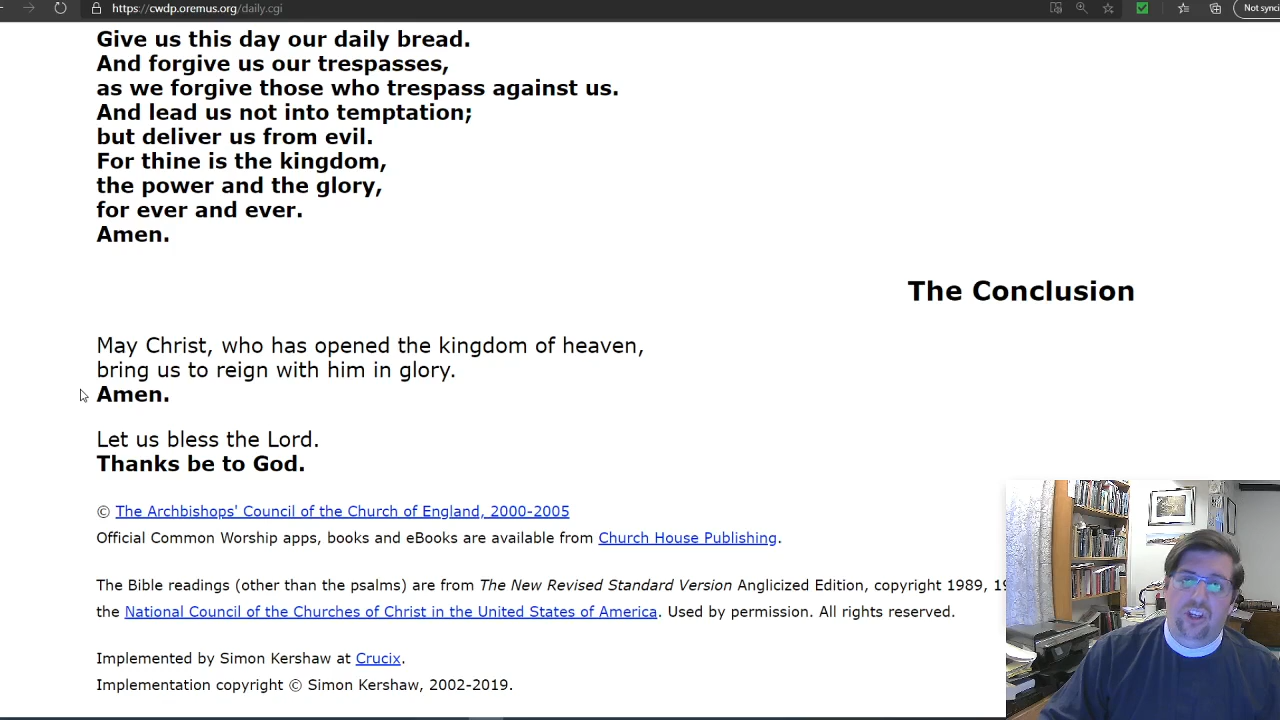 https://cwdp.oremus.org/daily.cgi
Not synci
Give us this day our daily bread.
And forgive us our trespasses,
as we forgive those who trespass against us.
And lead us not into temptation;
but deliver us from evil.
For thine is the kingdom,
the power and the glory,
for ever and ever.
Amen.
The Conclusion
May Christ, who has opened the kingdom of heaven,
bring us to reign with him in glory.
Amen.
Let us bless the Lord.
Thanks be to God.
© The Archbishops' Council of the Church of England, 2000-2005
Official Common Worship apps, books and eBooks are available from Church House Publishing.
The Bible readings (other than the psalms) are from The New Revised Standard Version Anglicized Edition, copyright 1989, 19
the National Council of the Churches of Christ in the United States of America. Used by permission. All rights reserved.
Implemented by Simon Kershaw at Crucix.
Implementation copyright © Simon Kershaw, 2002-2019.